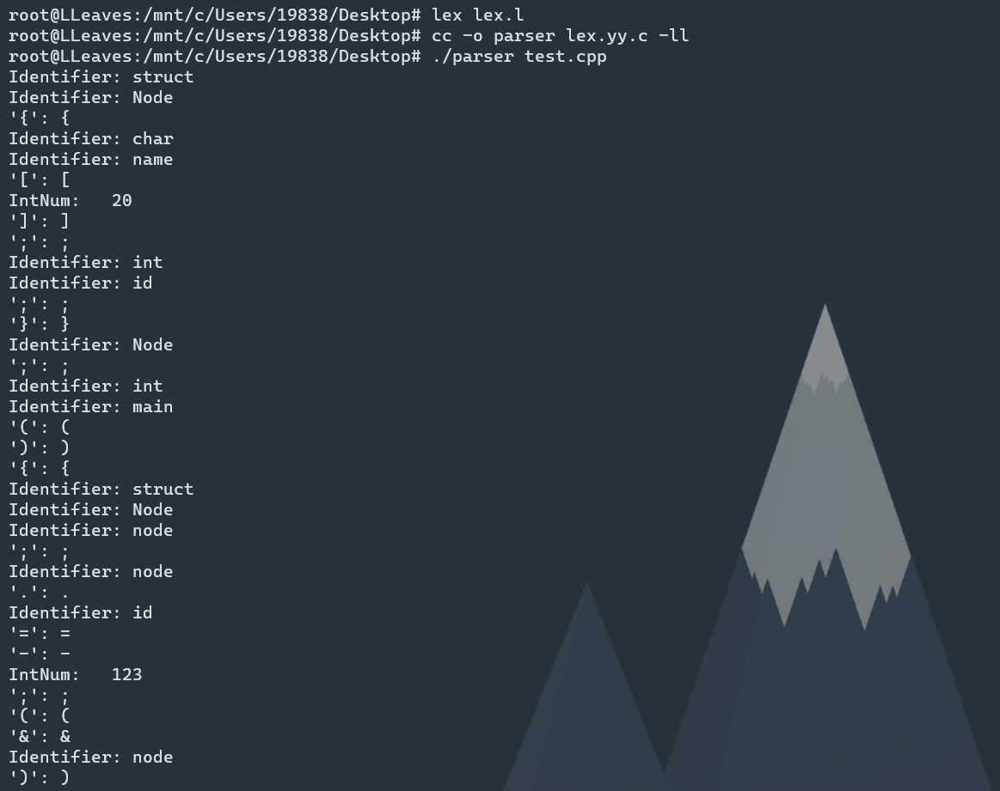 root@LLeaves:/mnt/c/Users/19838/Desktop# lex lex.l
root@LLeaves:/mnt/c/Users/19838/Desktop# cc -o parser lex.yy.c -ll
root@LLeaves:/mnt/c/Users/19838/Desktop# ./parser test.cpp
Identifier: struct
Identifier: Node
'{': {
Identifier: char
Identifier: name
'[': [
IntNum:   20
']': ]
';': ;
Identifier: int
Identifier: id
';': ;
'}': }
Identifier: Node
';': ;
Identifier: int
Identifier: main
'(': (
')': )
'{': {
Identifier: struct
Identifier: Node
Identifier: node
';': ;
Identifier: node
'.': .
Identifier: id
'=': =
'-': -
IntNum:   123
';': ;
'(': (
'&': &
Identifier: node
')': )